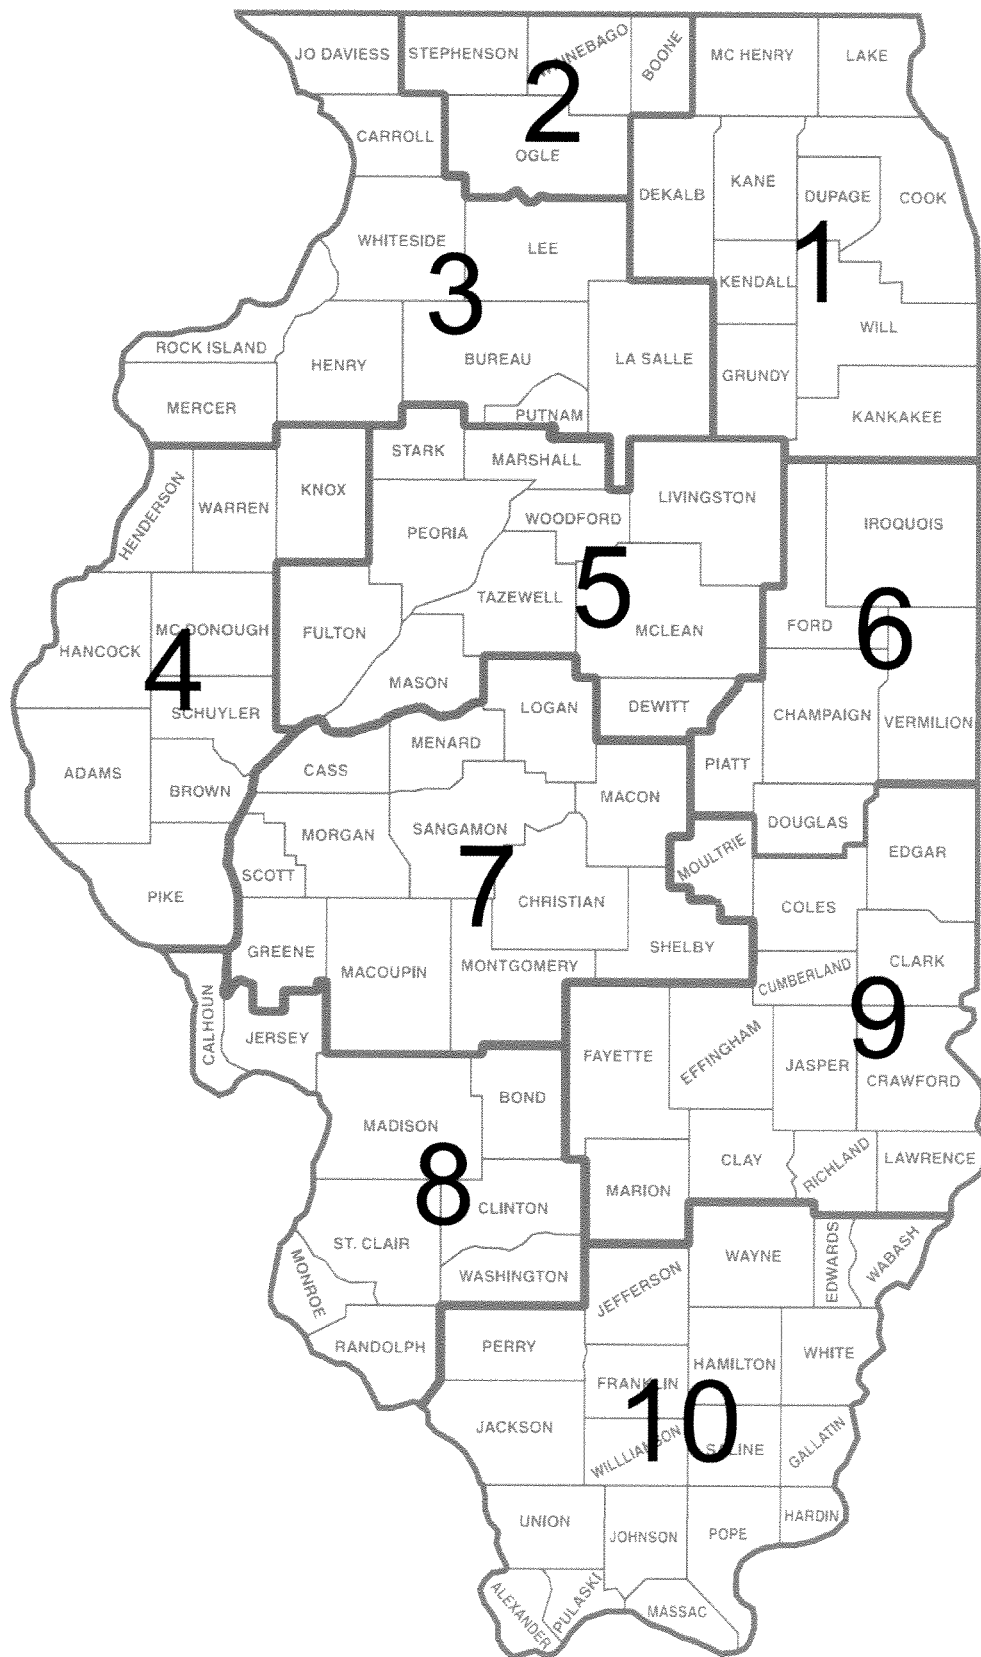 JO DAVIESS
STEPHENSON
WINNEBAGO
BOONE
MC HENRY
LAKE
2
CARROLL
OGLE
DEKALB
KANE
DUPAGE
COOK
WHITESIDE
LEE
1
3
KENDALL
ROCK ISLAND
HENRY
BUREAU
LA SALLE
WILL
GRUNDY
MERCER
PUTNAM
KANKAKEE
STARK
MARSHALL
HENDERSON
WARREN
KNOX
LIVINGSTON
PEORIA
WOODFORD
IROQUOIS
5
TAZEWELL
MCLEAN
FORD
6
HANCOCK
MC DONOUGH
FULTON
4
MASON
SCHUYLER
LOGAN
DEWITT
CHAMPAIGN
VERMILION
ADAMS
BROWN
CASS
MENARD
PIATT
MACON
MORGAN
SANGAMON
DOUGLAS
SCOTT
7
MOULTRIE
EDGAR
PIKE
CHRISTIAN
COLES
GREENE
MACOUPIN
MONTGOMERY
SHELBY
CUMBERLAND
CLARK
9
CALHOUN
JERSEY
FAYETTE
EFFINGHAM
JASPER
CRAWFORD
MADISON
BOND
CLAY
RICHLAND
LAWRENCE
8
MARION
CLINTON
ST. CLAIR
MONROE
WASHINGTON
JEFFERSON
WAYNE
EDWARDS
WABASH
RANDOLPH
PERRY
HAMILTON
WHITE
FRANKLIN
10
JACKSON
WILLLIAMSON
SALINE
GALLATIN
UNION
JOHNSON
POPE
HARDIN
ALEXANDER
PULASKI
MASSAC